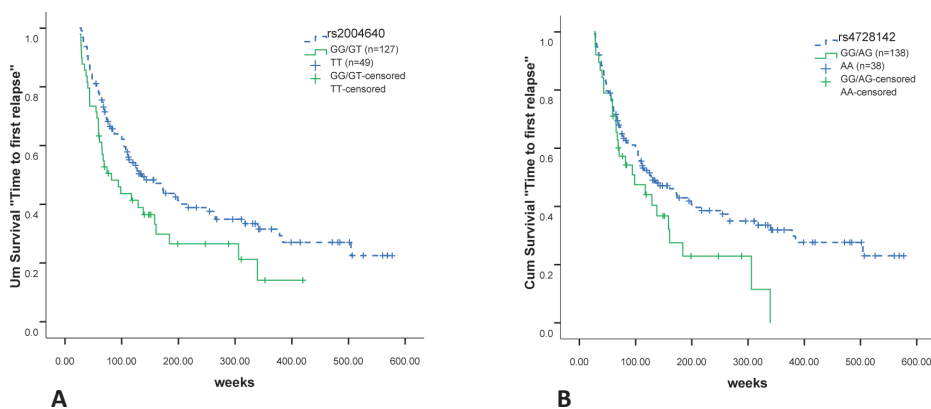 rs2004640
GG/GT (n=127)
TT (n=49)
GG/GT-censored
TT-censored
Um Survival "Time to first relapse"
1.0
0.8
0.6
0.4
0.2
0.0
0.00 100.00 200.00 300.00 400.00 500.00 600.00
weeks
A
rs4728142
GG/AG (n=138)
AA (n=38)
GG/AG-censored
AA-censored
Cum Survivial "Time to first relapse"
1.0
0.8
0.6
0.4
0.2
0.0
0.00 100.00 200.00 300.00 400.00 500.00 600.00
weeks
B